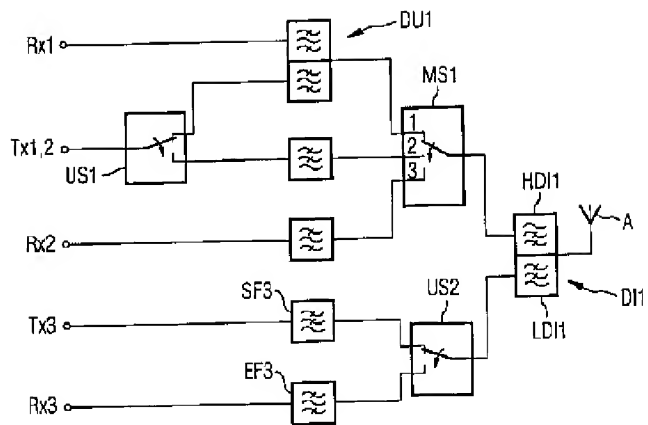 Rx1
DU1
MS1
1
Tx1,2
2
US1
3
HDI1
A
Rx2
SF3
US2
DI1
Tx3
LDI1
EF3
Rx3